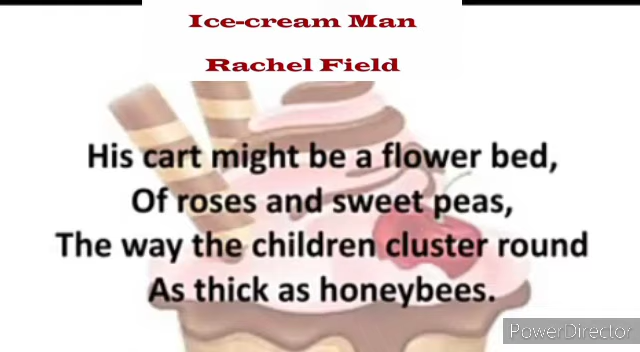 Ice-cream Man
Rachel Field
His cart might be a flower bed,
Of roses and sweet peas,
The way the children cluster round
As thick as honeybees.
PowerDirector